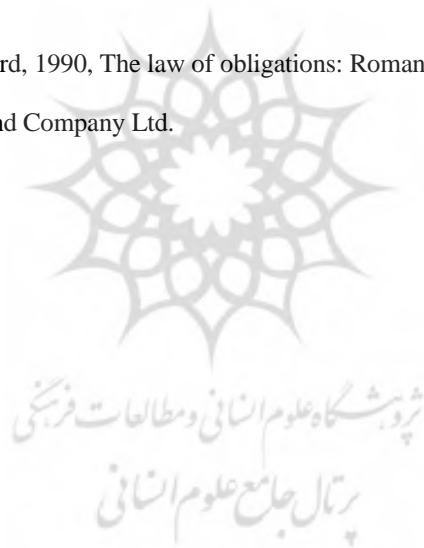 rd, 1990, The law of obligations: Roman
nd Company Ltd.
پژوهشگاه علوم انسانی و مطالعات فرهنگی
پرتال جامع علوم انسانی